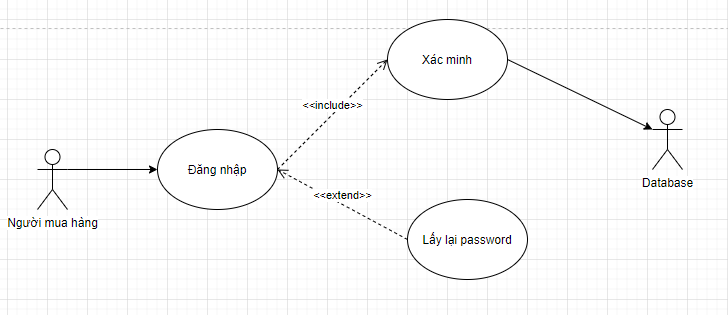 Xác minh
<<include>>
Đăng nhập
Database
<<extend>>
Người mua hàng
Lấy lại password